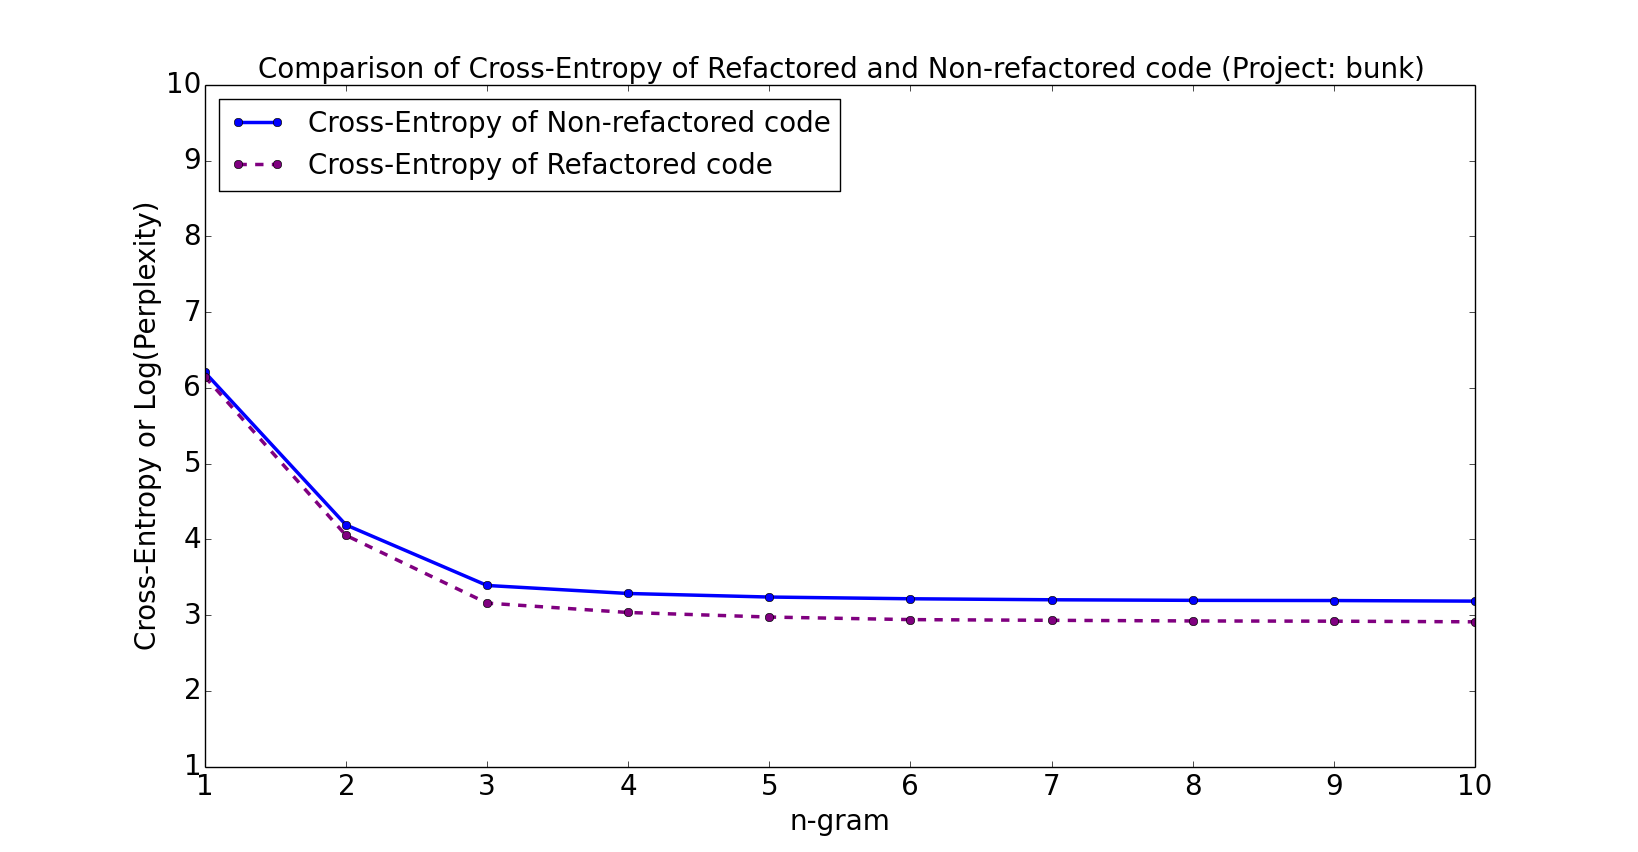 Comparison of Cross-Entropy of Refactored and Non-refactored code (Project: bunk)
Cross-Entropy of Non-refactored code
Cross-Entropy of Refactored code
Cross-Entropy or Log(Perplexity)
10
9
8
7
6
5
4
3
2
1
1 2 3 4 5 6 7 8 9 10
n-gram